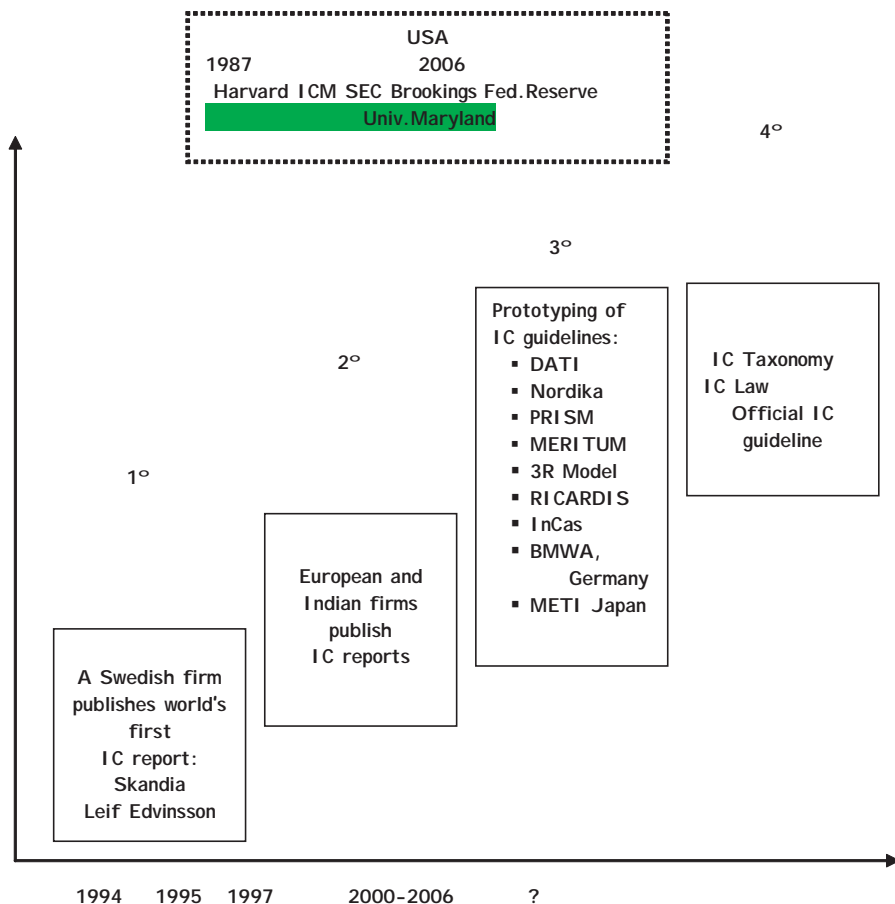 USA
1987 2006
Harvard ICM SEC Brookings Fed.Reserve
Univ.Maryland
4º
3º
Prototyping of
IC guidelines:
▪ DATI
▪ Nordika
▪ PRISM
▪ MERITUM
▪ 3R Model
▪ RICARDIS
▪ InCas
▪ BMWA,
Germany
▪ METI Japan
IC Taxonomy
IC Law
Official IC
guideline
2º
European and
Indian firms
publish
IC reports
1º
A Swedish firm
publishes world's
first
IC report:
Skandia
Leif Edvinsson
1994 1995 1997 2000-2006 ?